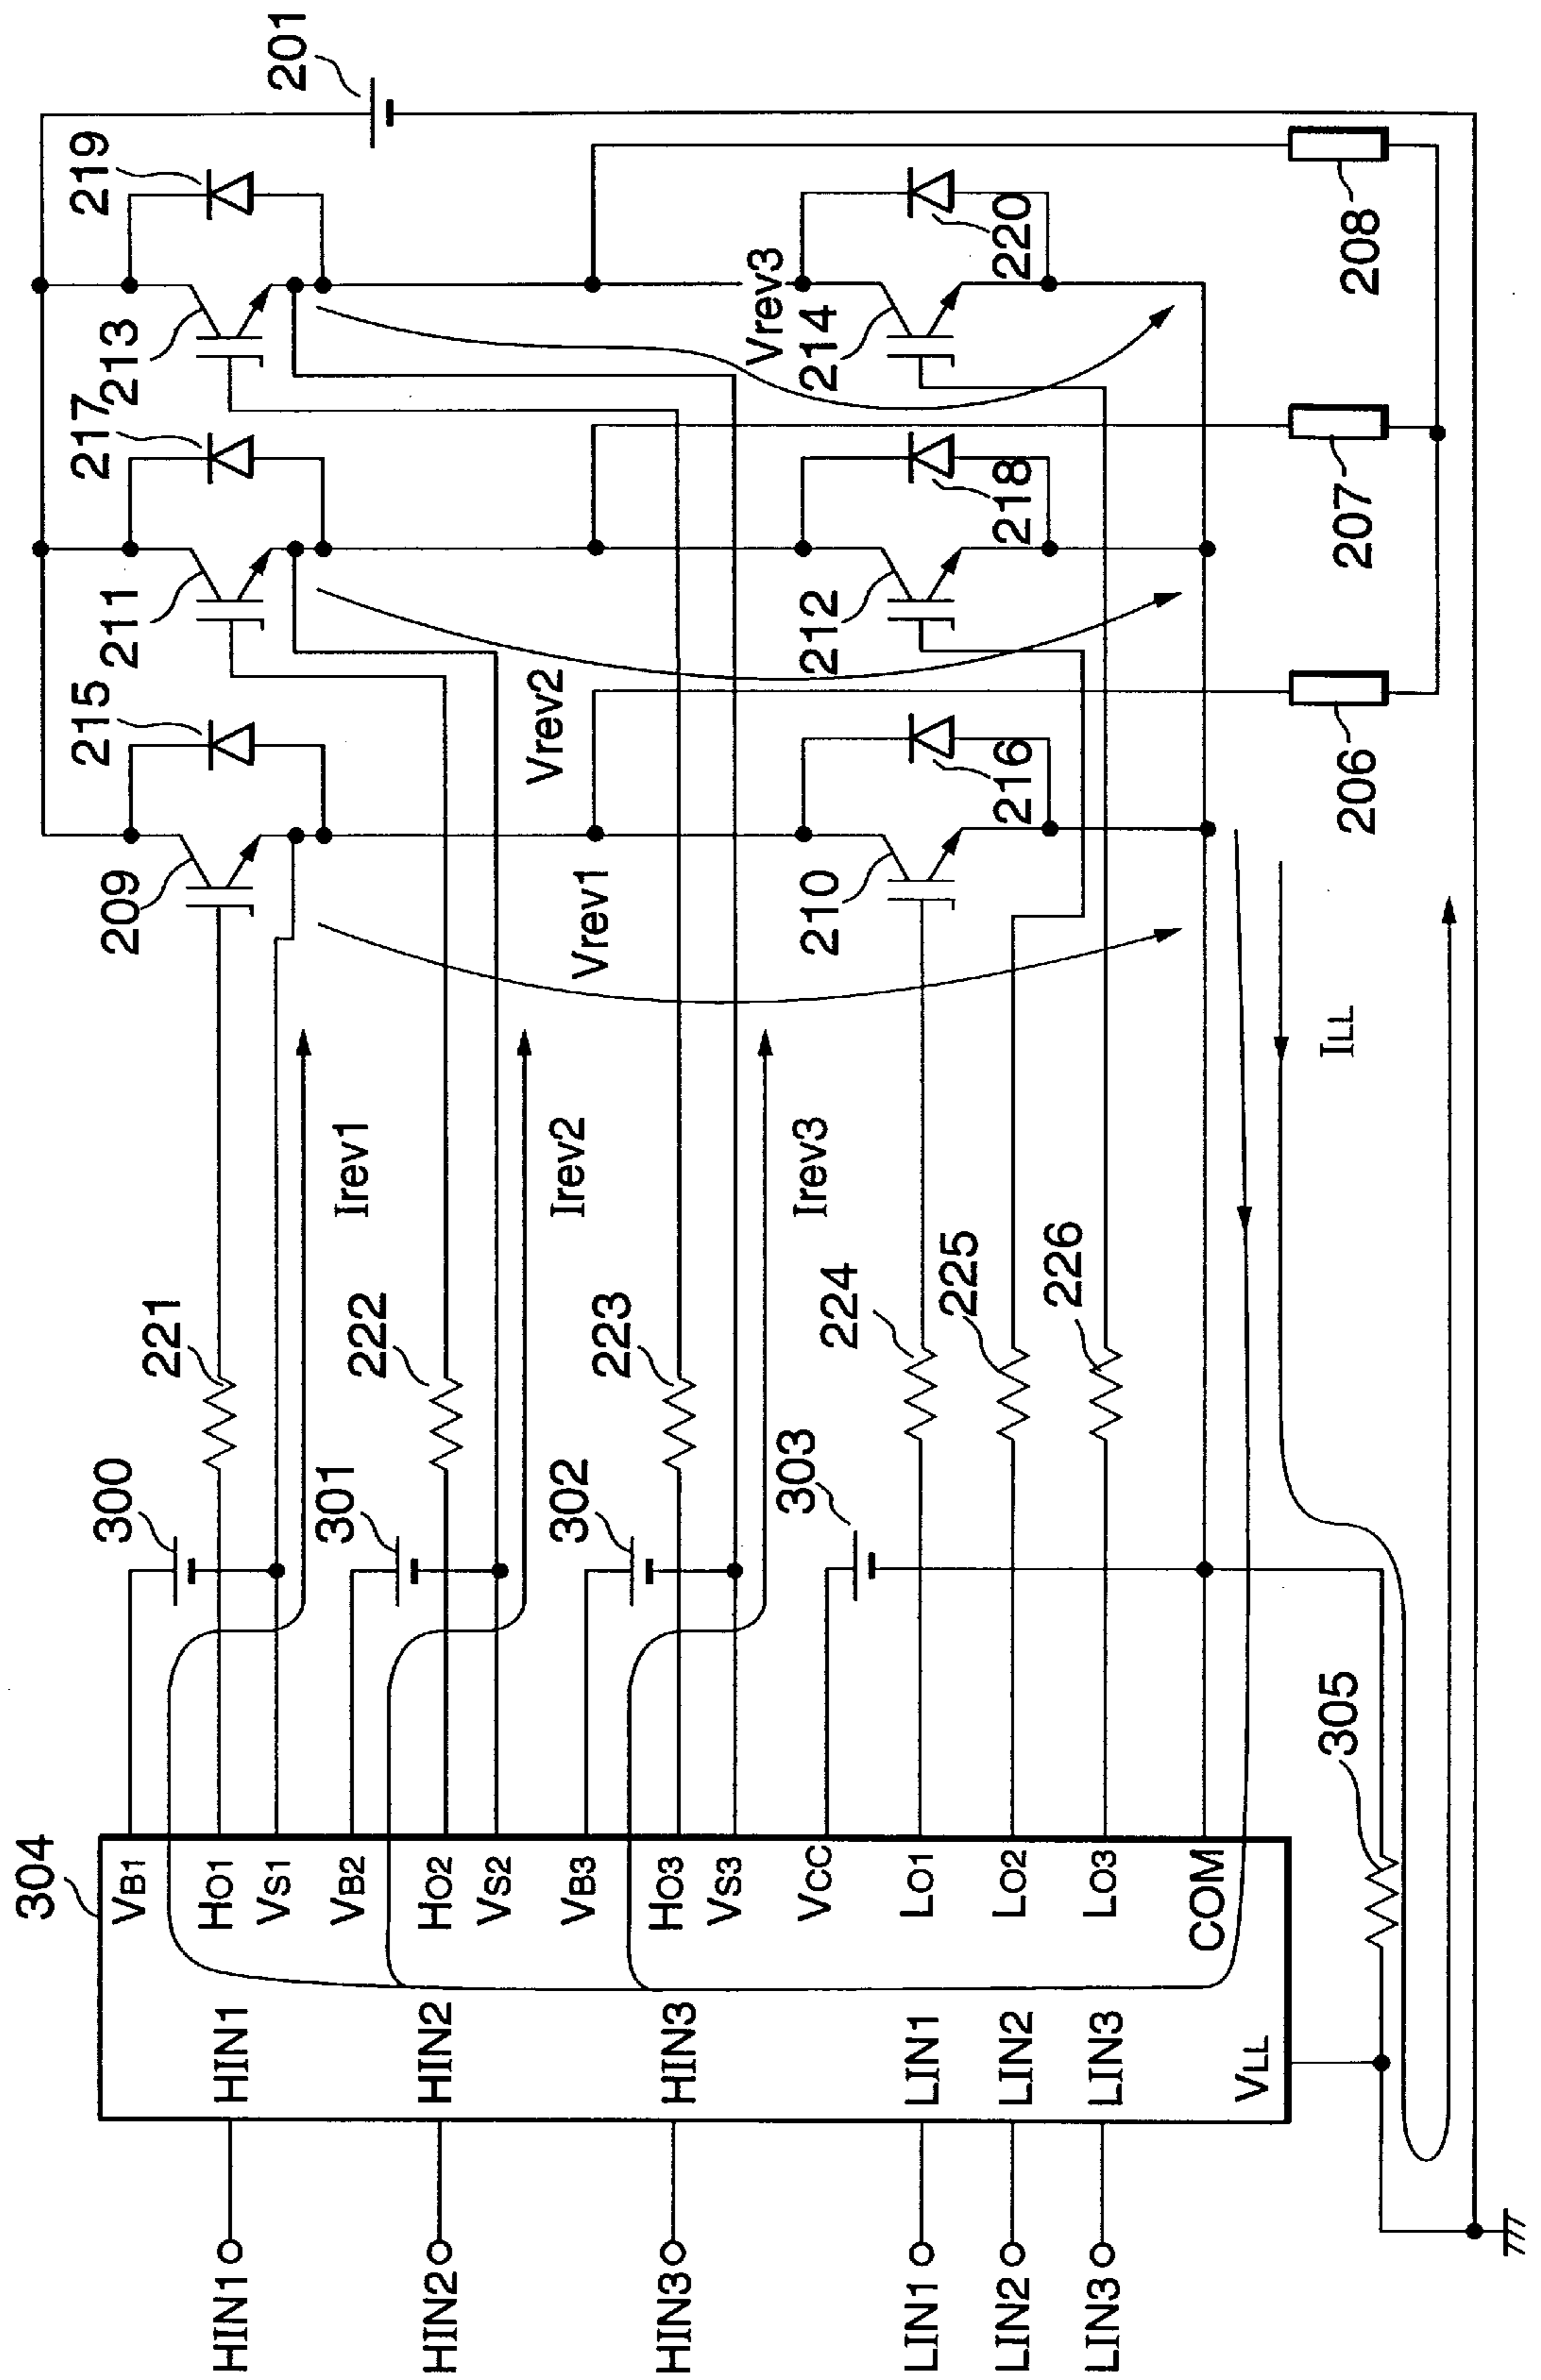 201
219
213
217
211
215
209
Vrev3
214
220
212
218
Vrev2
Vrev1
210
216
208
207
206
ILL
Irev1
Irev2
Irev3
221
222
223
224
225
226
300
301
302
303
304
305
VB1
HO1
VS1
VB2
HO2
VS2
VB3
HO3
VS3
VCC
LO1
LO2
LO3
COM
HIN1
HIN2
HIN3
LIN1
LIN2
LIN3
VLL
HIN1
HIN2
HIN3
LIN1
LIN2
LIN3